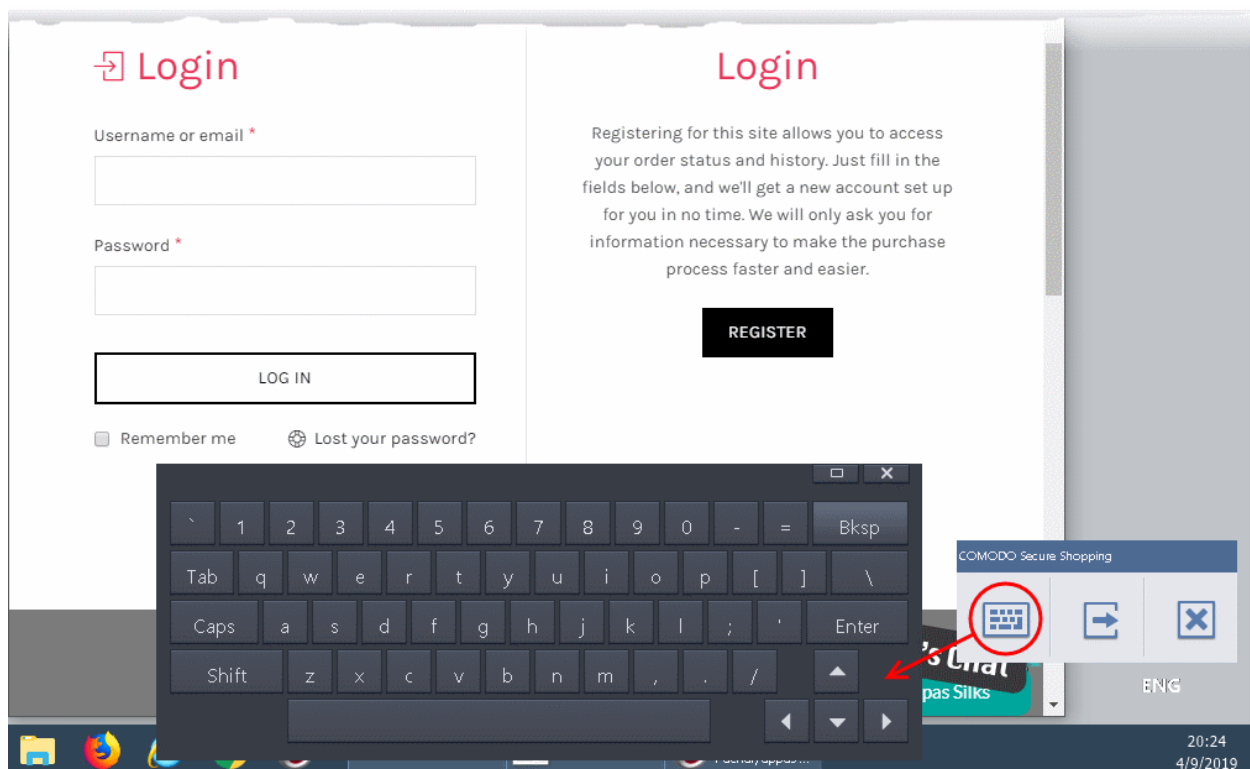 Login
Username or email *
Password *
LOG IN
Remember me
Lost your password?
Login
Registering for this site allows you to access
your order status and history. Just fill in the
fields below, and we'll get a new account set up
for you in no time. We will only ask you for
information necessary to make the purchase
process faster and easier.
REGISTER
` 1 2 3 4 5 6 7 8 9 0 - = Bksp
Tab q w e r t y u i o p [ ] \
Caps a s d f g h j k l ; ' Enter
Shift z x c v b n m , . /
COMODO Secure Shopping
's Chat
pas Silks
ENG
20:24
4/9/2019